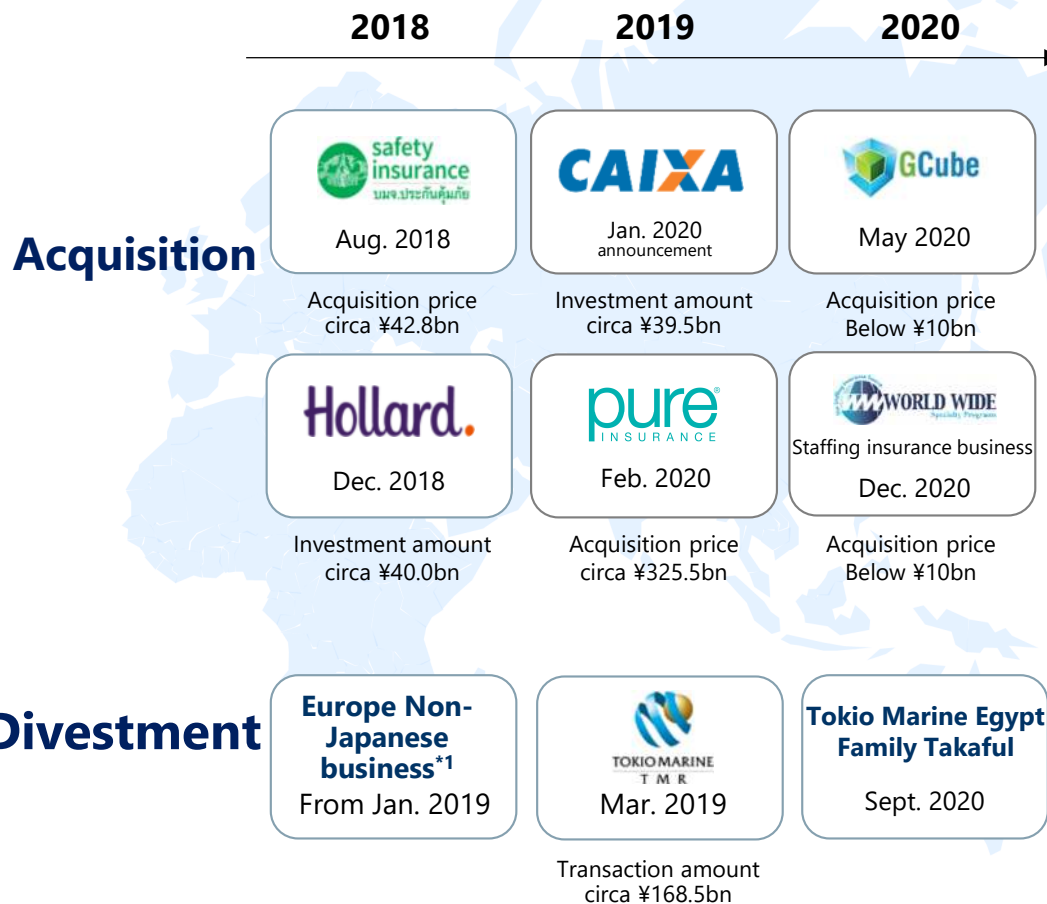 2018
2019
2020
Acquisition
safety
insurance
บมจ.ประกันคุ้มภัย
Aug. 2018
Acquisition price
circa ¥42.8bn
CAIXA
Jan. 2020
announcement
Investment amount
circa ¥39.5bn
GCube
May 2020
Acquisition price
Below ¥10bn
Hollard.
Dec. 2018
Investment amount
circa ¥40.0bn
pure®
INSURANCE
Feb. 2020
Acquisition price
circa ¥325.5bn
WORLD WIDE
Specialty Programs
Staffing insurance business
Dec. 2020
Acquisition price
Below ¥10bn
Divestment
Europe Non-
Japanese
business*1
From Jan. 2019
TOKIO MARINE
T M R
Mar. 2019
Transaction amount
circa ¥168.5bn
Tokio Marine Egypt
Family Takaful
Sept. 2020